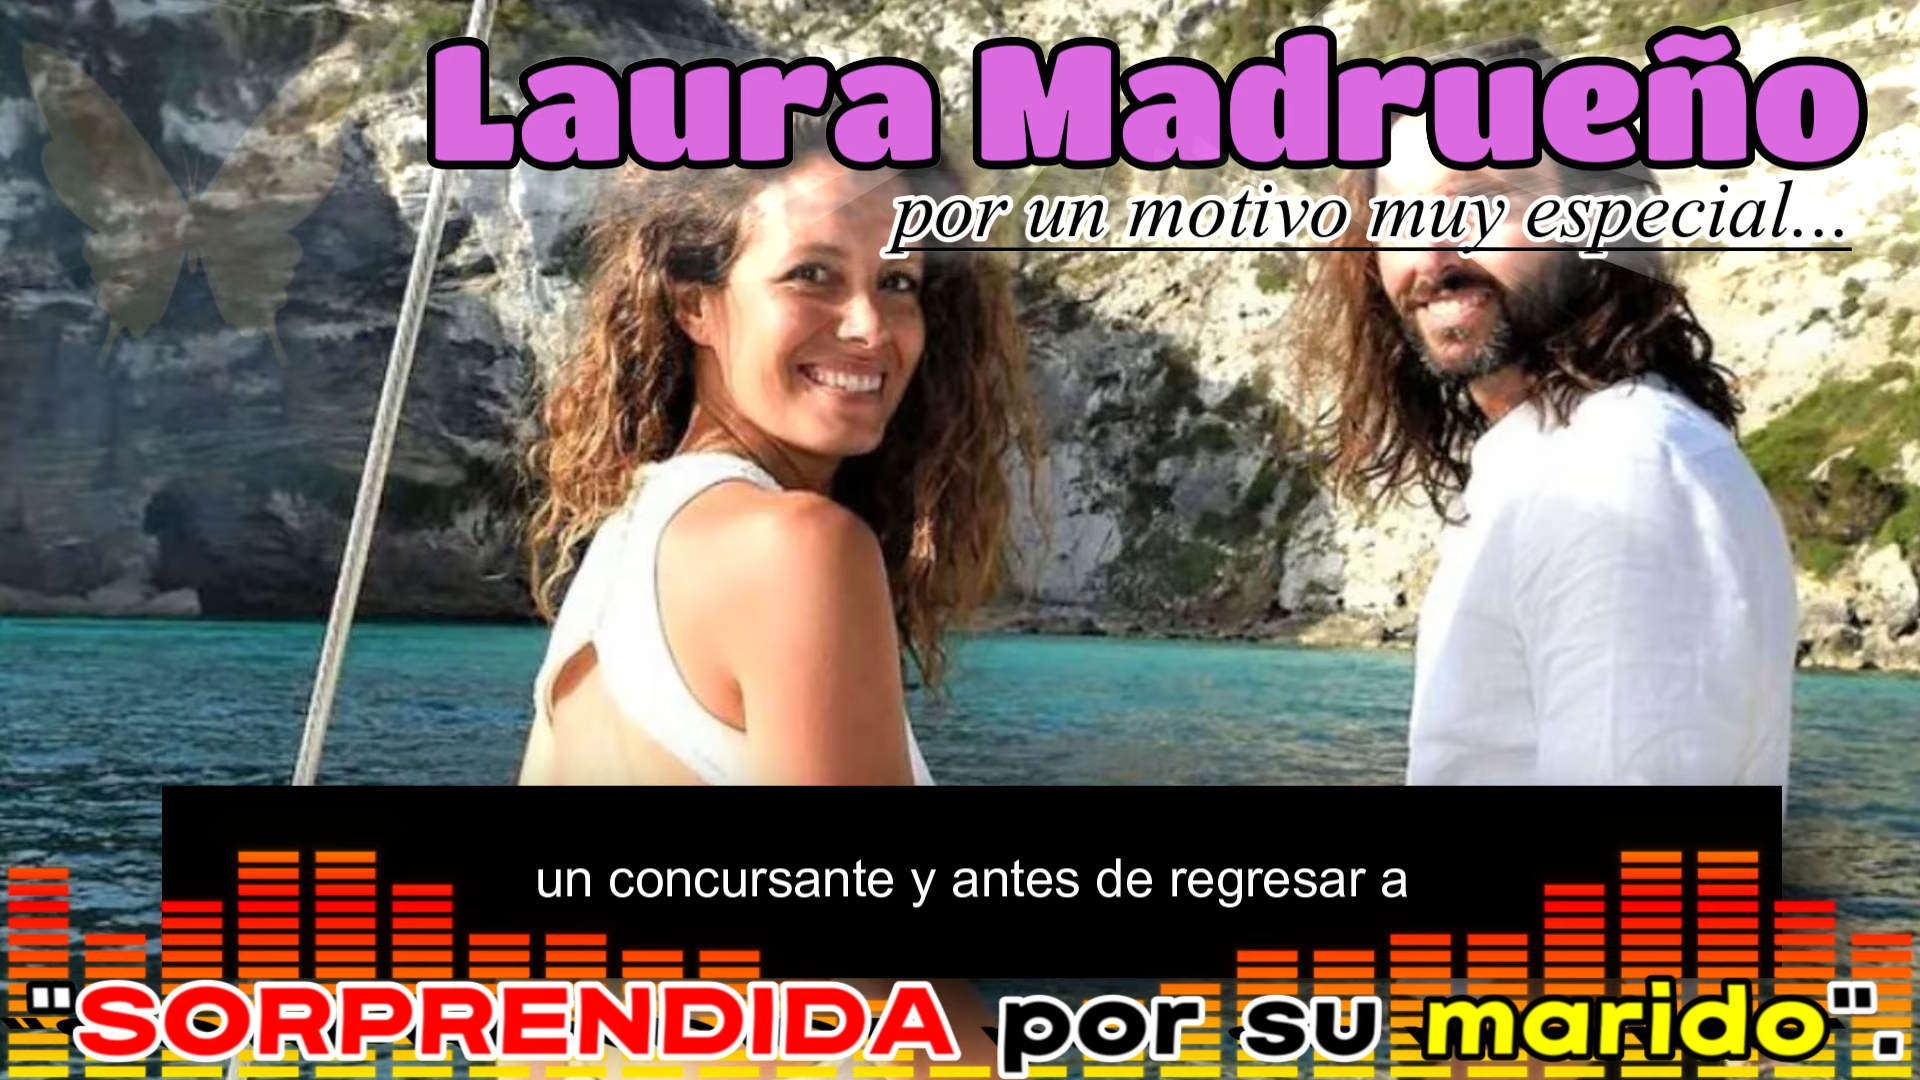 Laura Madrueño
por un motivo muy especial...
un concursante y antes de regresar a
"SORPRENDIDA por su marido".